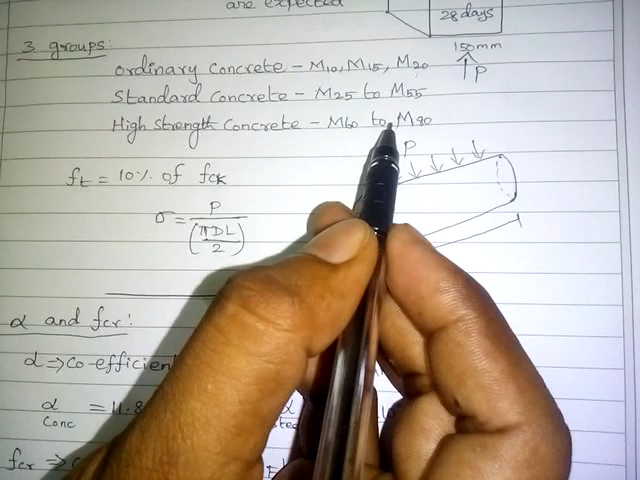 are expected
28 days
150mm
P
3 groups:
Ordinary Concrete - M10, M15, M20
Standard Concrete - M25 to M55
High Strength Concrete - M60 to M80
P
ft = 10% of fck
σ = P / (πDL / 2)
α and fcr:
α ⇒ Co-efficient
α conc = 11.8
fcr ⇒